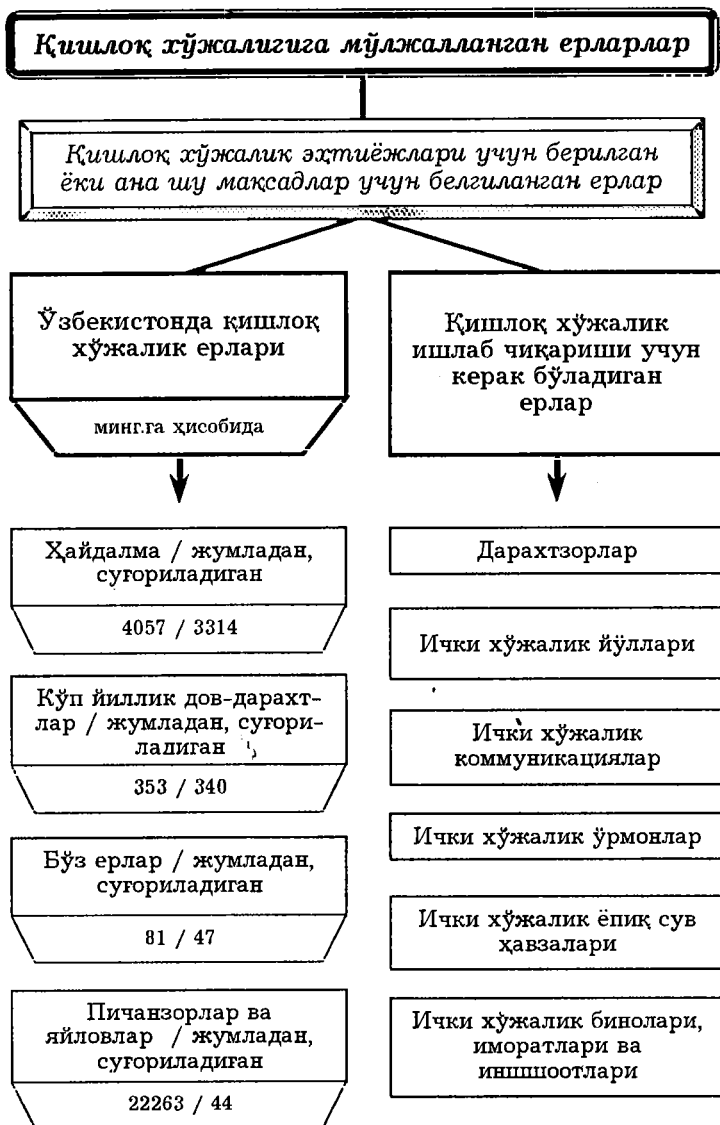 Қишлоқ хўжалигига мўлжалланган ерларлар
Қишлоқ хўжалик эҳтиёжлари учун берилган
ёки ана шу мақсадлар учун белгиланган ерлар
Ўзбекистонда қишлоқ
хўжалик ерлари
минг.га ҳисобида
Ҳайдалма / жумладан,
суғориладиган
4057 / 3314
Кўп йиллик дов-дарахт-
лар / жумладан, суғори-
ладиган
353 / 340
Бўз ерлар / жумладан,
суғориладиган
81 / 47
Пичанзорлар ва
яйловлар / жумладан,
суғориладиган
22263 / 44
Қишлоқ хўжалик
ишлаб чиқариши учун
керак бўладиган
ерлар
Дарахтзорлар
Ички хўжалик йўллари
Ички хўжалик
коммуникациялар
Ички хўжалик ўрмонлар
Ички хўжалик ёпиқ сув
ҳавзалари
Ички хўжалик бинолари,
иморатлари ва
иншшоотлари